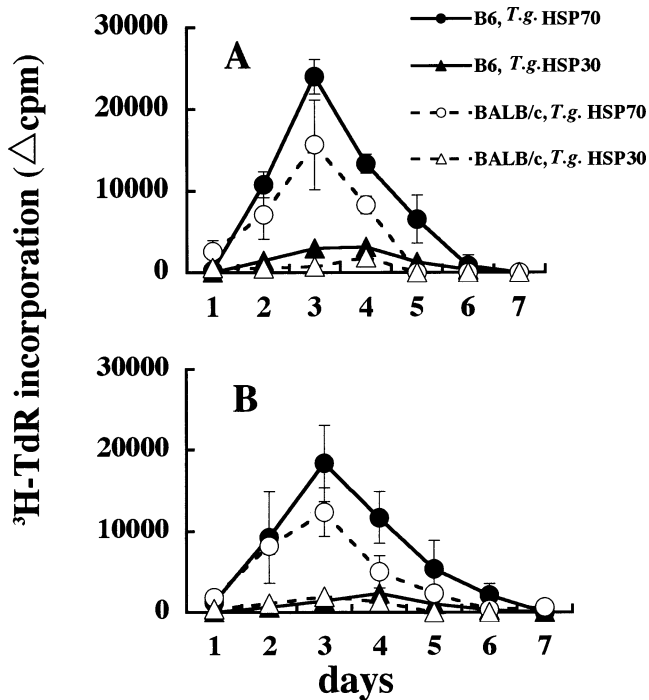 B6, T.g. HSP70
B6, T.g. HSP30
BALB/c, T.g. HSP70
BALB/c, T.g. HSP30
A
30000
20000
10000
0
1 2 3 4 5 6 7
B
30000
20000
10000
0
1 2 3 4 5 6 7
days
³H-TdR incorporation (△cpm)